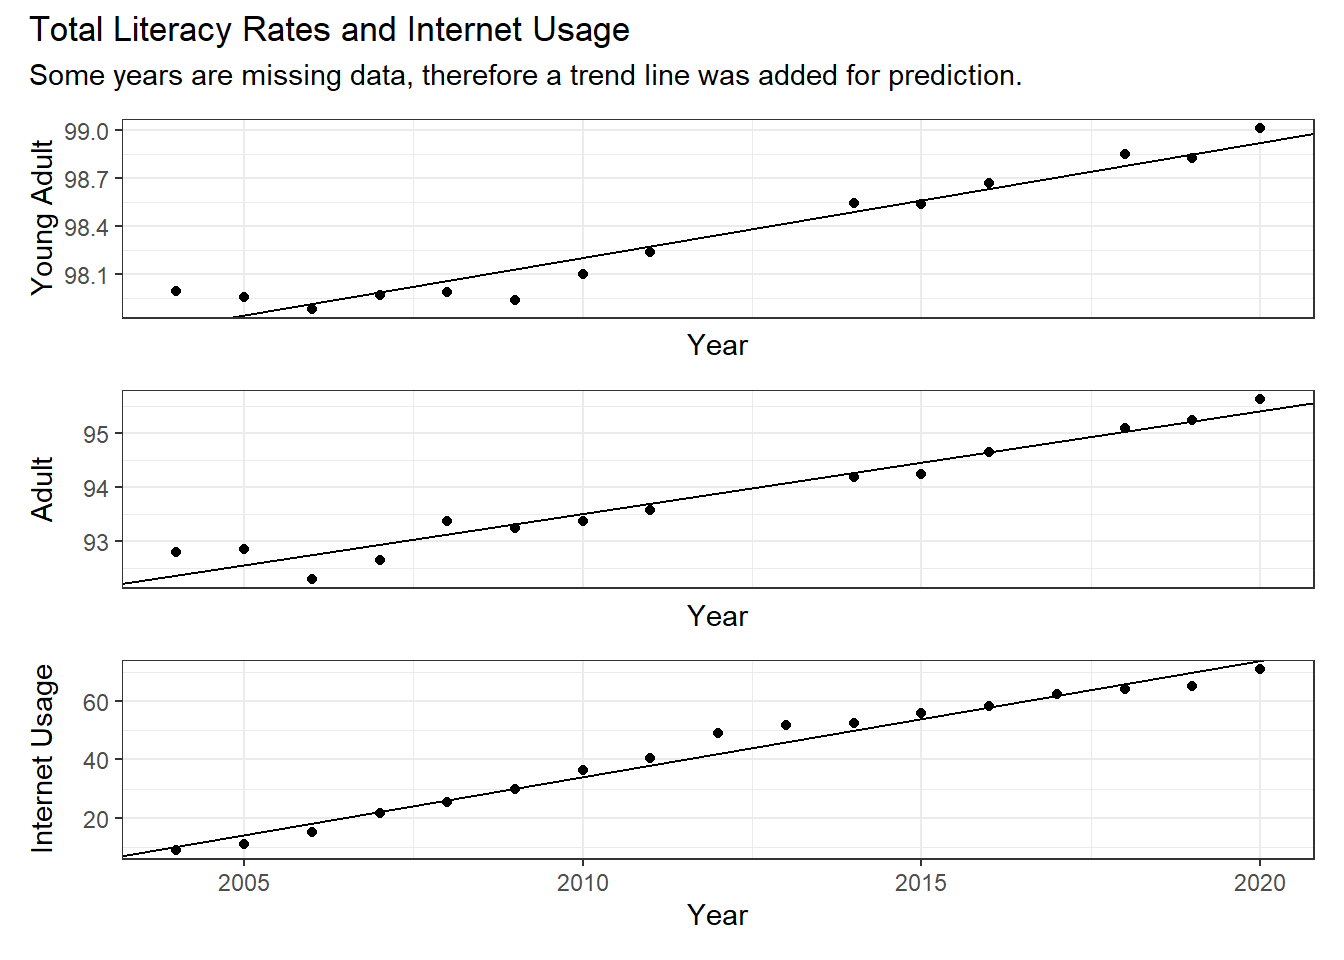 Total Literacy Rates and Internet Usage
Some years are missing data, therefore a trend line was added for prediction.
Young Adult
99.0
98.7
98.4
98.1
Year
Adult
95
94
93
Year
Internet Usage
60
40
20
2005 2010 2015 2020
Year